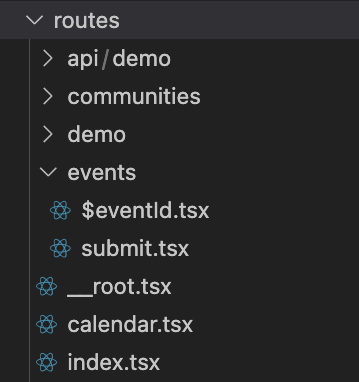 routes
api/demo
communities
demo
events
$eventId.tsx
submit.tsx
__root.tsx
calendar.tsx
index.tsx